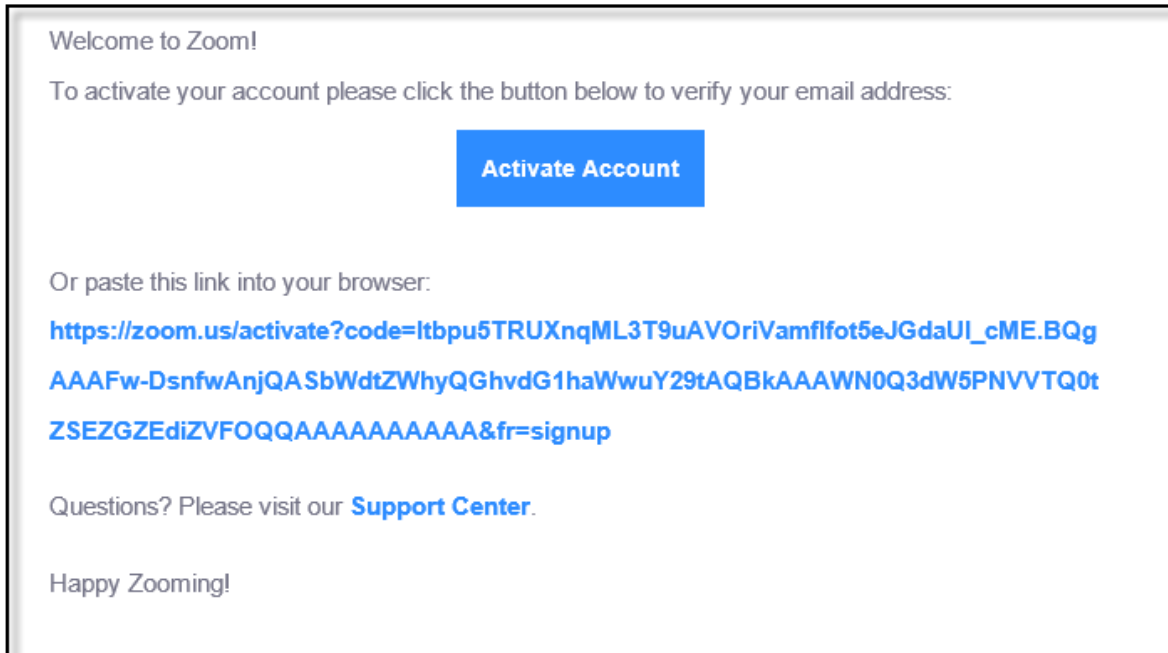 Welcome to Zoom!
To activate your account please click the button below to verify your email address:
Activate Account
Or paste this link into your browser:
https://zoom.us/activate?code=Itbpu5TRUXnqML3T9uAVOriVamflfot5eJGdaUl_cME.BQg
AAAFw-DsnfwAnjQASbWdtZWhyQGhvdG1haWwuY29tAQBkAAAWN0Q3dW5PNVVTQ0t
ZSEZGZEdiZVFOQQAAAAAAAAAA&fr=signup
Questions? Please visit our Support Center.
Happy Zooming!